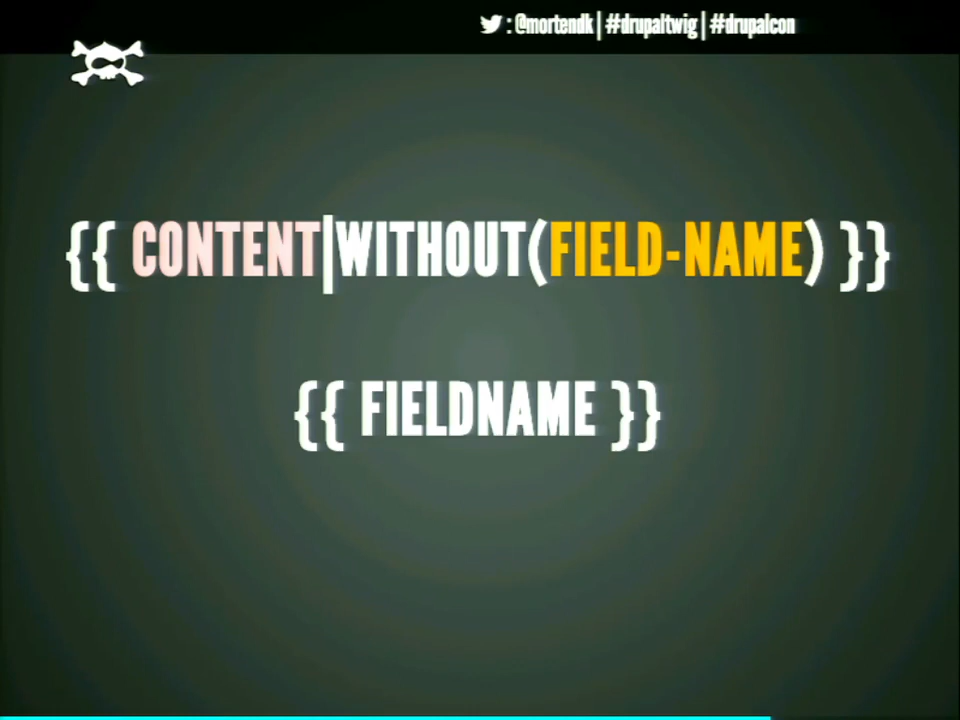 : @mortendk | #drupaltwig | #drupalcon
{{ CONTENT|WITHOUT(FIELD-NAME) }}
{{ FIELDNAME }}